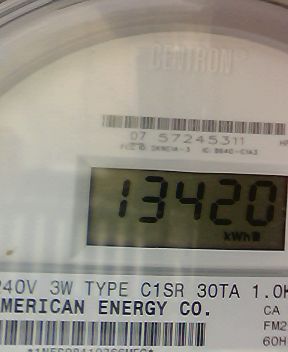 CENTRON
07 57245311
13420
kWh
240V 3W TYPE C1SR 30TA 1.0K
AMERICAN ENERGY CO.
CA
FM2
60H